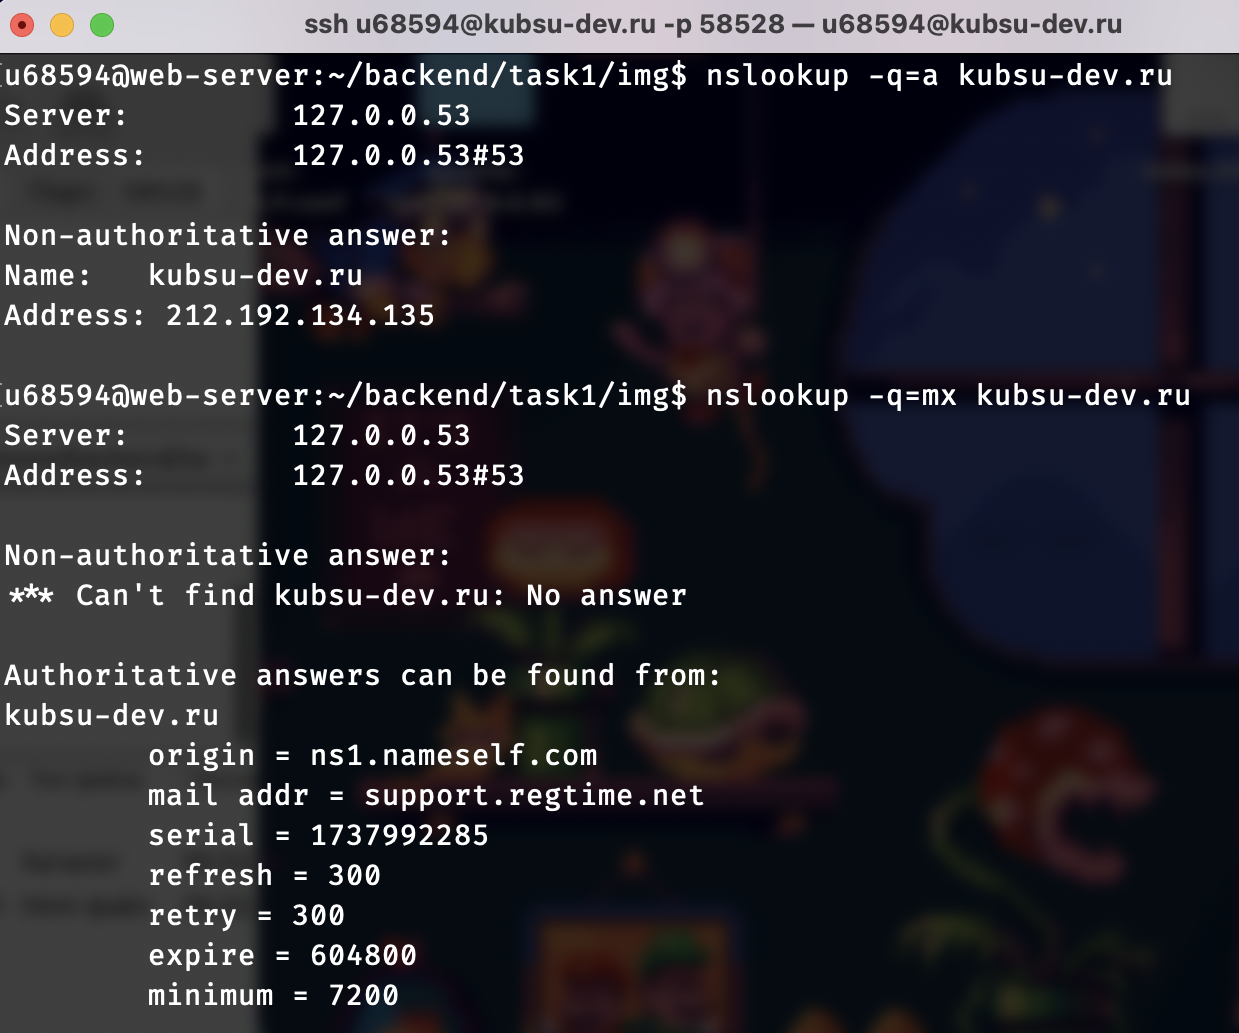 ssh u68594@kubsu-dev.ru -p 58528 — u68594@kubsu-dev.ru
[u68594@web-server:~/backend/task1/img$ nslookup -q=a kubsu-dev.ru
Server:		127.0.0.53
Address:	127.0.0.53#53
Non-authoritative answer:
Name:	kubsu-dev.ru
Address: 212.192.134.135
[u68594@web-server:~/backend/task1/img$ nslookup -q=mx kubsu-dev.ru
Server:		127.0.0.53
Address:	127.0.0.53#53
Non-authoritative answer:
*** Can't find kubsu-dev.ru: No answer
Authoritative answers can be found from:
kubsu-dev.ru
origin = ns1.nameself.com
mail addr = support.regtime.net
serial = 1737992285
refresh = 300
retry = 300
expire = 604800
minimum = 7200